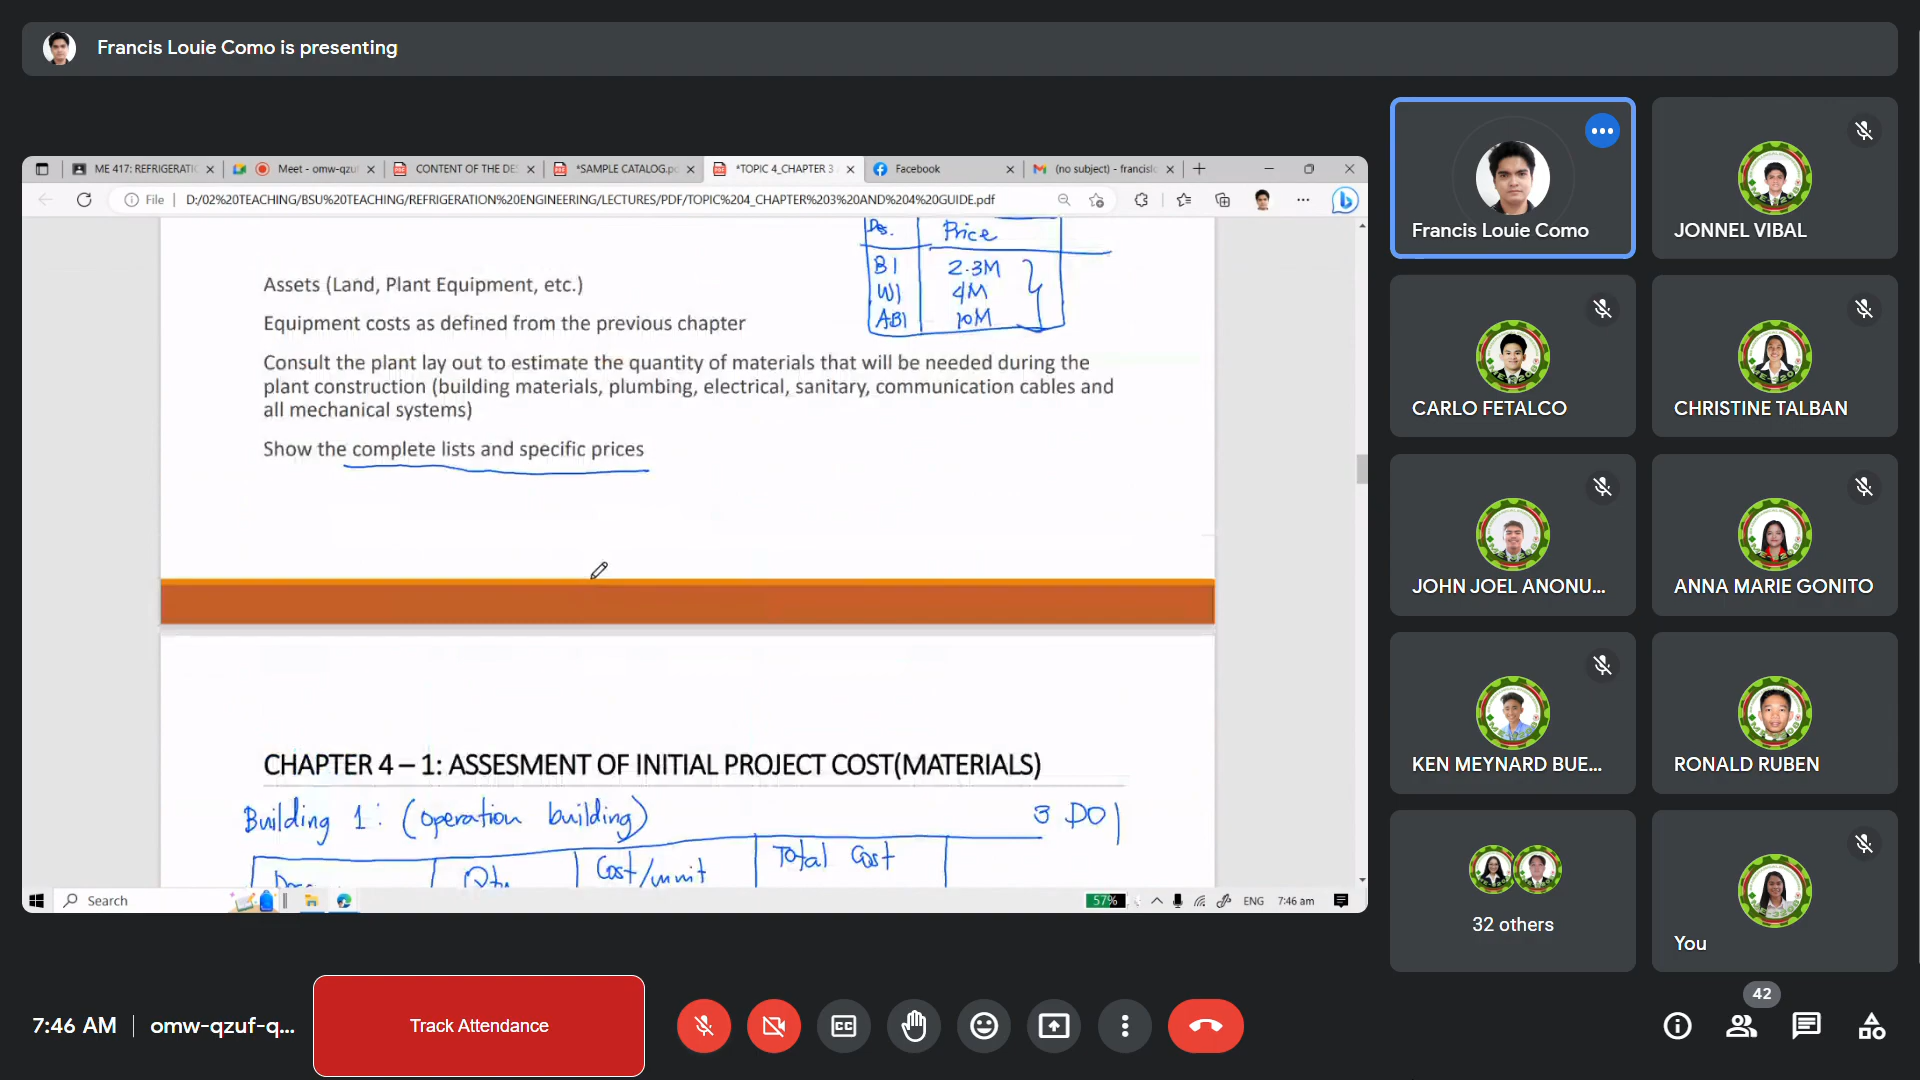 Francis Louie Como is presenting
ME 417: REFRIGERATIC
Meet - omw-qzuf
CONTENT OF THE DE
*SAMPLE CATALOG.p
*TOPIC 4_CHAPTER 3
Facebook
(no subject) - francislo
File
D:/02%20TEACHING/BSU%20TEACHING/REFRIGERATION%20ENGINEERING/LECTURES/PDF/TOPIC%204_CHAPTER%203%20AND%204%20GUIDE.pdf
Des. Price
B1 2.3M
W1 4M
AB1 10M
Assets (Land, Plant Equipment, etc.)
Equipment costs as defined from the previous chapter
Consult the plant lay out to estimate the quantity of materials that will be needed during the
plant construction (building materials, plumbing, electrical, sanitary, communication cables and
all mechanical systems)
Show the complete lists and specific prices
CHAPTER 4 – 1: ASSESMENT OF INITIAL PROJECT COST(MATERIALS)
Building 1: (operation building)
Qty Cost/unit Total Cost
Search
57%
ENG
7:46 am
Francis Louie Como
JONNEL VIBAL
CARLO FETALCO
CHRISTINE TALBAN
JOHN JOEL ANONU...
ANNA MARIE GONITO
KEN MEYNARD BUE...
RONALD RUBEN
32 others
You
7:46 AM
omw-qzuf-q...
Track Attendance
42